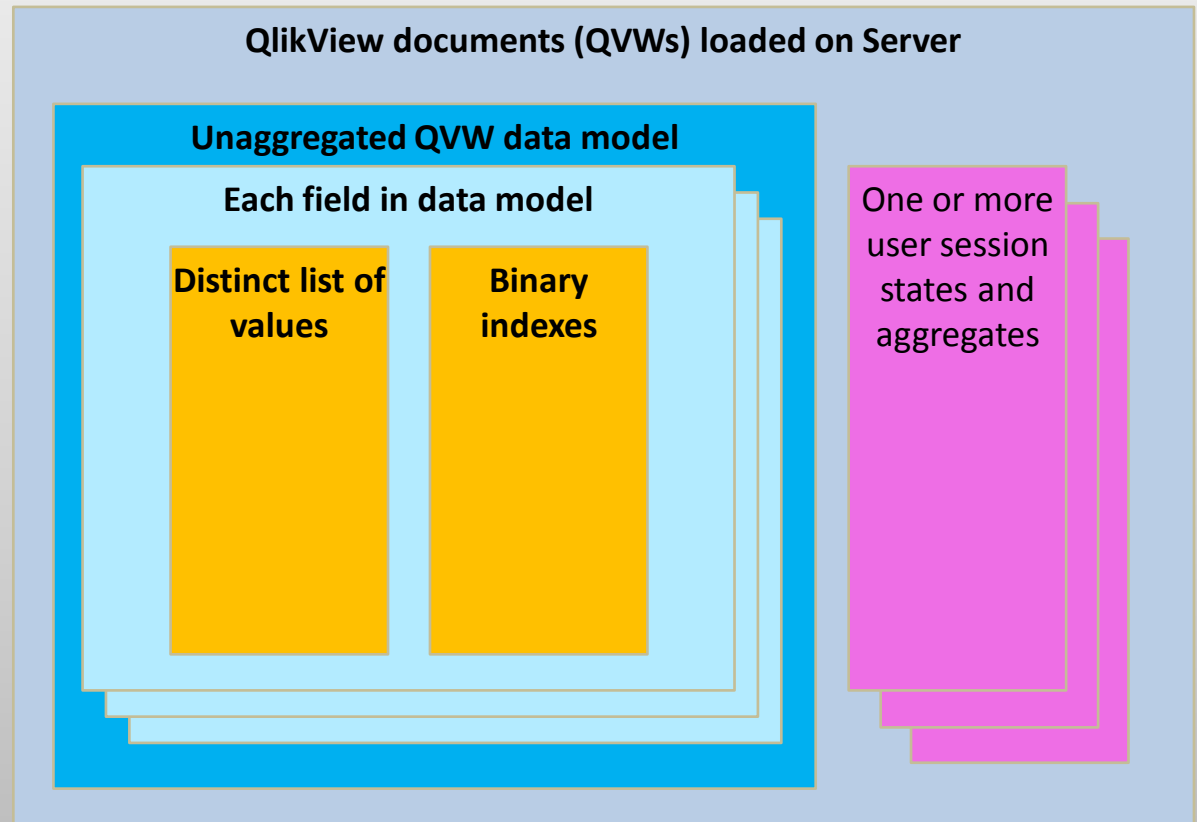 QlikView documents (QVWs) loaded on Server
Unaggregated QVW data model
Each field in data model
Distinct list of
values
Binary
indexes
One or more
user session
states and
aggregates